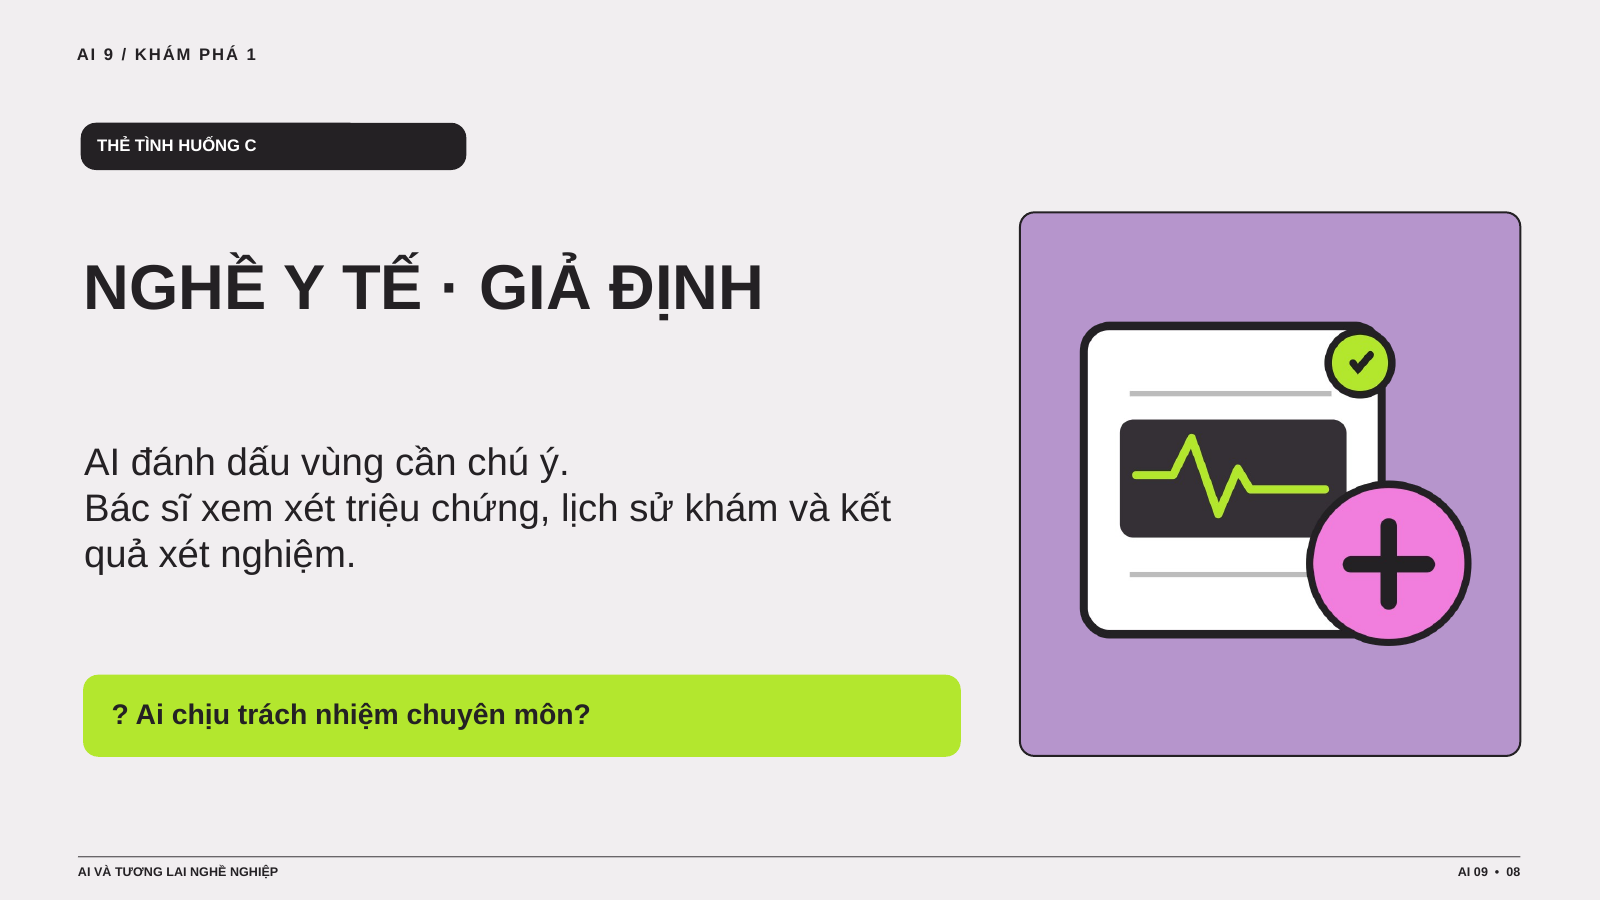 AI 9 / KHÁM PHÁ 1
THẺ TÌNH HUỐNG C
NGHỀ Y TẾ · GIẢ ĐỊNH
AI đánh dấu vùng cần chú ý.
Bác sĩ xem xét triệu chứng, lịch sử khám và kết
quả xét nghiệm.
? Ai chịu trách nhiệm chuyên môn?
AI VÀ TƯƠNG LAI NGHỀ NGHIỆP
AI 09 • 08